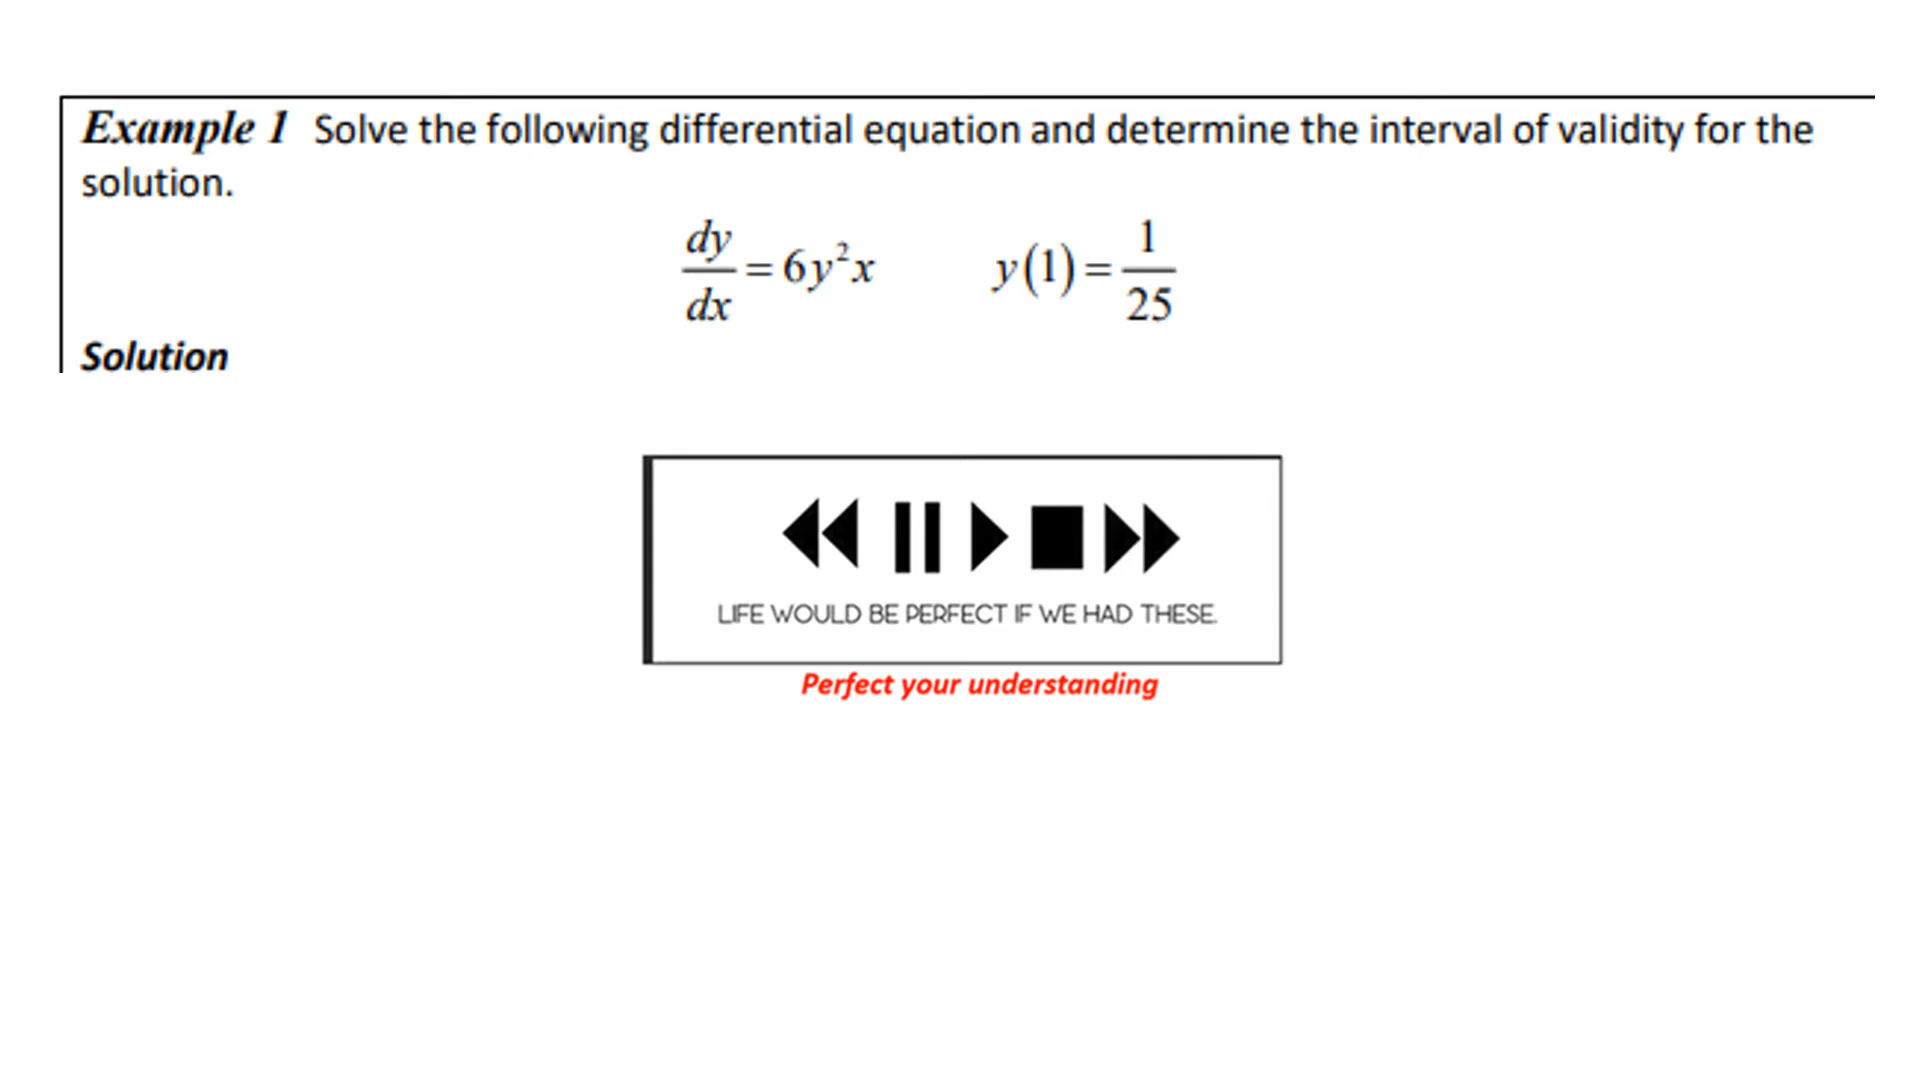 Example 1 Solve the following differential equation and determine the interval of validity for the
solution.
dy/dx = 6y²x y(1) = 1/25
Solution
LIFE WOULD BE PERFECT IF WE HAD THESE.
Perfect your understanding